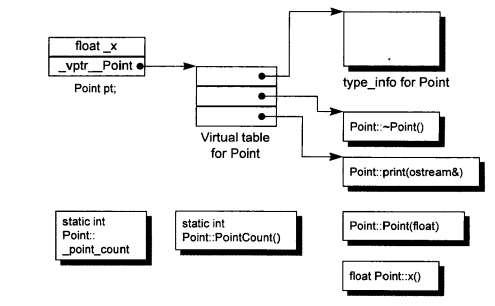 float _x
_vptr__Point
Point pt;
Virtual table
for Point
type_info for Point
Point::~Point()
Point::print(ostream&)
static int
Point::
_point_count
static int
Point::PointCount()
Point::Point(float)
float Point::x()